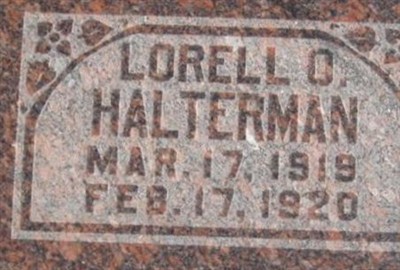 LORELL O.
HALTERMAN
MAR. 17, 1919
FEB. 17, 1920